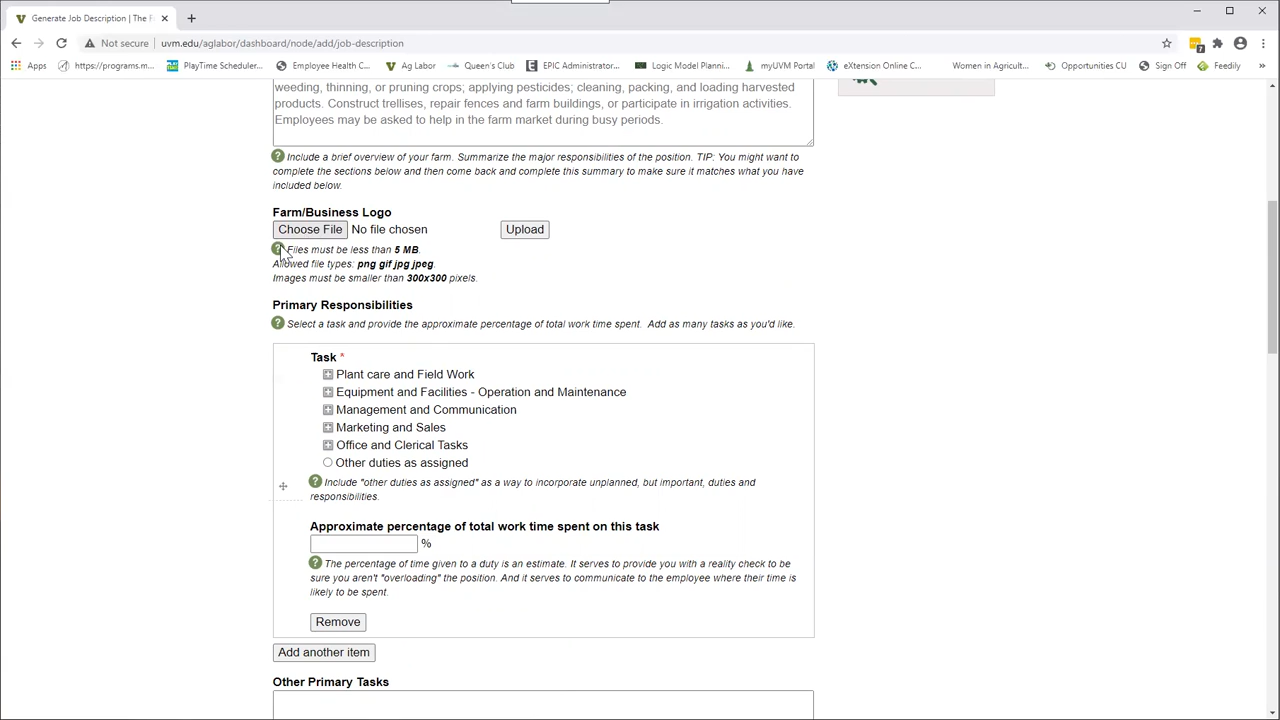 Generate Job Description | The F
Not secure uvm.edu/aglabor/dashboard/node/add/job-description
7
Apps https://programs.m... PlayTime Scheduler... Employee Health C... Ag Labor Queen's Club EPIC Administrator... Logic Model Planni... myUVM Portal eXtension Online C... Women in Agricult... Opportunities CU Sign Off Feedily »
weeding, thinning, or pruning crops; applying pesticides; cleaning, packing, and loading harvested
products. Construct trellises, repair fences and farm buildings, or participate in irrigation activities.
Employees may be asked to help in the farm market during busy periods.
Include a brief overview of your farm. Summarize the major responsibilities of the position. TIP: You might want to
complete the sections below and then come back and complete this summary to make sure it matches what you have
included below.
Farm/Business Logo
Choose File No file chosen Upload
Files must be less than 5 MB.
Allowed file types: png gif jpg jpeg.
Images must be smaller than 300x300 pixels.
Primary Responsibilities
Select a task and provide the approximate percentage of total work time spent. Add as many tasks as you'd like.
Task *
Plant care and Field Work
Equipment and Facilities - Operation and Maintenance
Management and Communication
Marketing and Sales
Office and Clerical Tasks
Other duties as assigned
Include "other duties as assigned" as a way to incorporate unplanned, but important, duties and
responsibilities.
Approximate percentage of total work time spent on this task
%
The percentage of time given to a duty is an estimate. It serves to provide you with a reality check to be
sure you aren't "overloading" the position. And it serves to communicate to the employee where their time is
likely to be spent.
Remove
Add another item
Other Primary Tasks